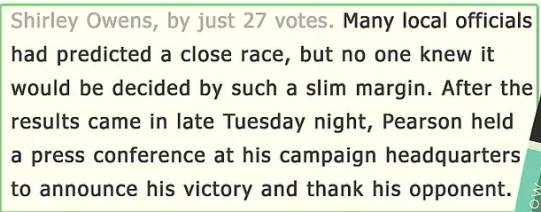 Shirley Owens, by just 27 votes. Many local officials
had predicted a close race, but no one knew it
would be decided by such a slim margin. After the
results came in late Tuesday night, Pearson held
a press conference at his campaign headquarters
to announce his victory and thank his opponent.